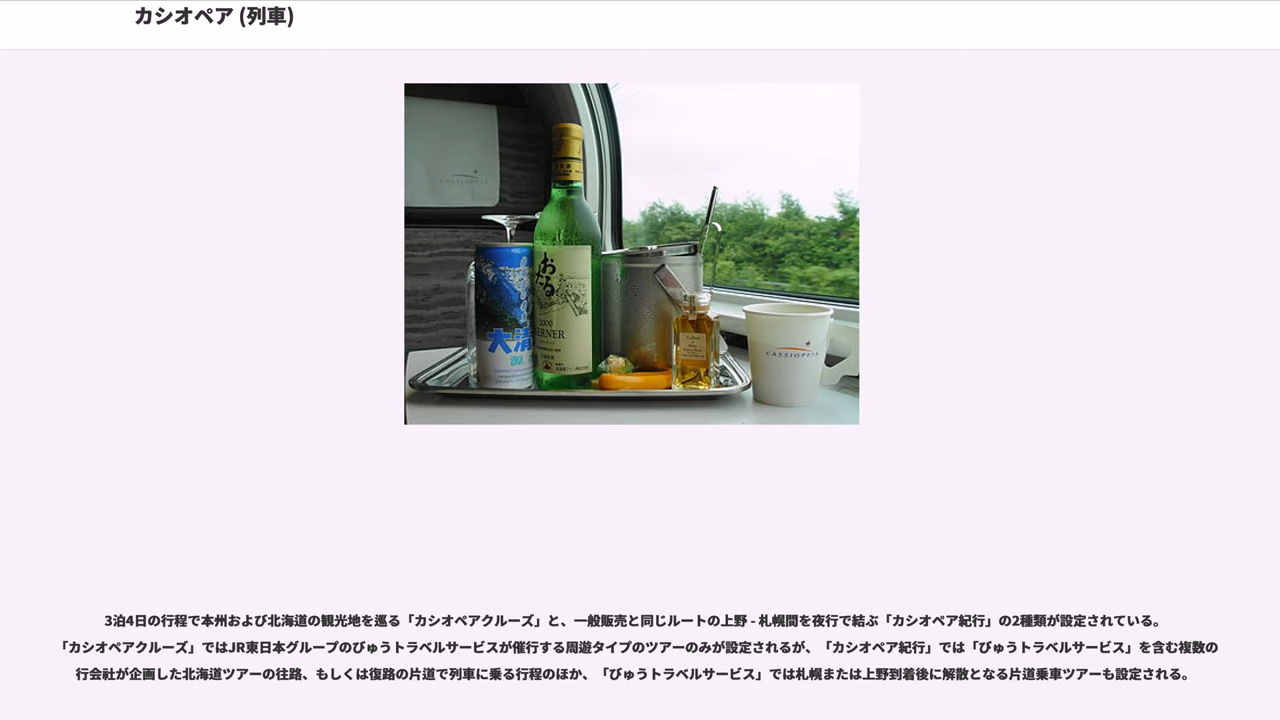 カシオペア (列車)
CASSIOPEIA
おたる
2000
KERNER
大清
源
CASSIOPEIA
3泊4日の行程で本州および北海道の観光地を巡る「カシオペアクルーズ」と、一般販売と同じルートの上野 - 札幌間を夜行で結ぶ「カシオペア紀行」の2種類が設定されている。
「カシオペアクルーズ」ではJR東日本グループのびゅうトラベルサービスが催行する周遊タイプのツアーのみが設定されるが、「カシオペア紀行」では「びゅうトラベルサービス」を含む複数の
行会社が企画した北海道ツアーの往路、もしくは復路の片道で列車に乗る行程のほか、「びゅうトラベルサービス」では札幌または上野到着後に解散となる片道乗車ツアーも設定される。